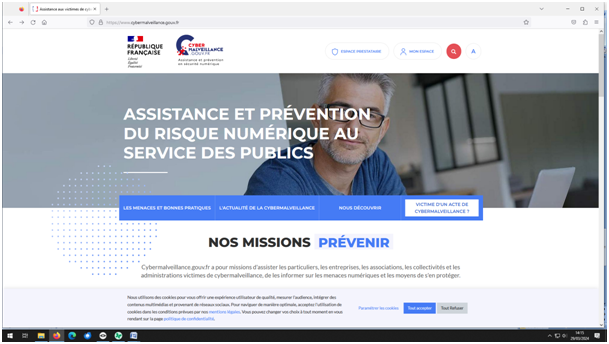 Assistance aux victimes de cyb
https://www.cybermalveillance.gouv.fr
RÉPUBLIQUE
FRANÇAISE
Liberté
Égalité
Fraternité
CYBER
MALVEILLANCE
.GOUV.FR
Assistance et prévention
en sécurité numérique
ESPACE PRESTATAIRE
MON ESPACE
A
ASSISTANCE ET PRÉVENTION
DU RISQUE NUMÉRIQUE AU
SERVICE DES PUBLICS
LES MENACES ET BONNES PRATIQUES
L'ACTUALITÉ DE LA CYBERMALVEILLANCE
NOUS DÉCOUVRIR
VICTIME D'UN ACTE DE
CYBERMALVEILLANCE ?
NOS MISSIONS PRÉVENIR
Cybermalveillance.gouv.fr a pour missions d'assister les particuliers, les entreprises, les associations, les collectivités et les
administrations victimes de cybermalveillance, de les informer sur les menaces numériques et les moyens de s'en protéger.
Nous utilisons des cookies pour vous offrir une expérience utilisateur de qualité, mesurer l'audience, intégrer des
contenus multimédias et provenant de réseaux sociaux. Pour naviguer de manière optimale, acceptez l'utilisation de
cookies dans les conditions prévues par nos mentions légales. Vous pouvez changer vos choix à tout moment en vous
rendant sur la page politique de confidentialité.
Paramétrer les cookies
Tout accepter
Tout Refuser
14:15
29/03/2024